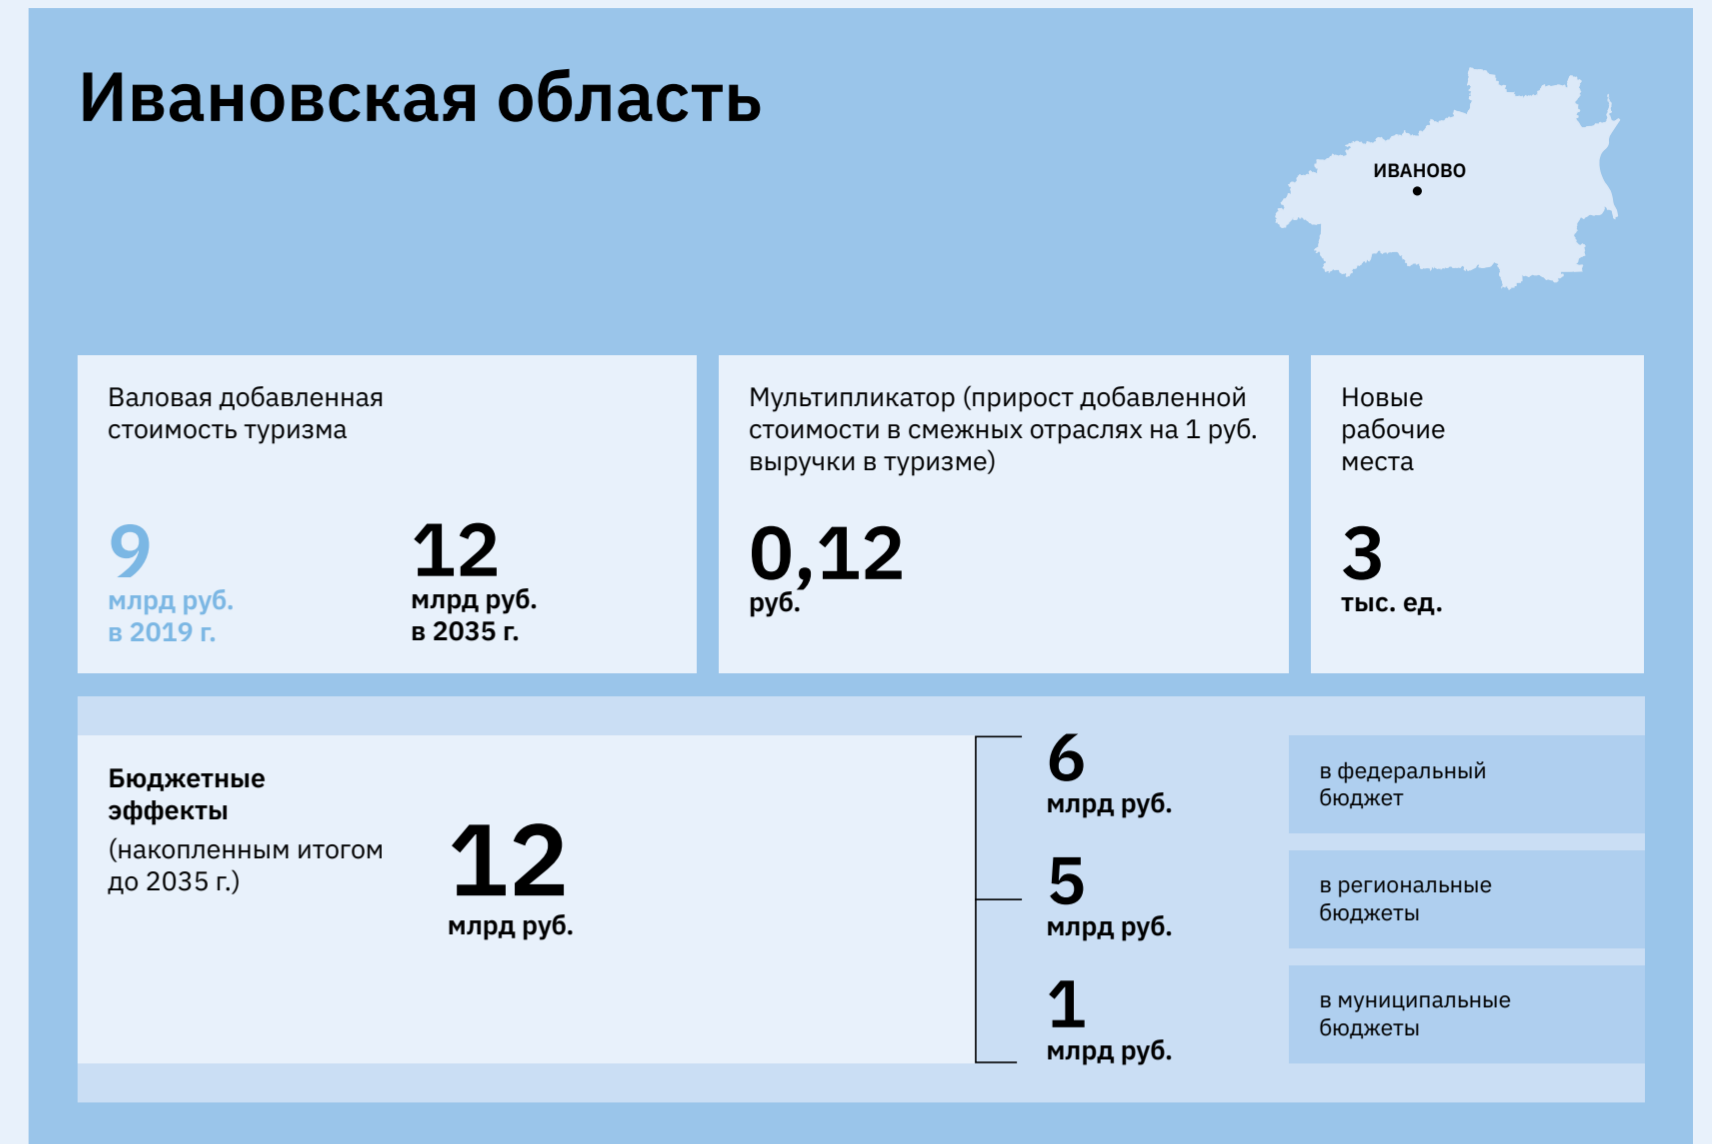 Ивановская область
ИВАНОВО
Валовая добавленная
стоимость туризма
9
млрд руб.
в 2019 г.
12
млрд руб.
в 2035 г.
Мультипликатор (прирост добавленной
стоимости в смежных отраслях на 1 руб.
выручки в туризме)
0,12
руб.
Новые
рабочие
места
3
тыс. ед.
Бюджетные
эффекты
(накопленным итогом
до 2035 г.)
12
млрд руб.
6
млрд руб.
в федеральный
бюджет
5
млрд руб.
в региональные
бюджеты
1
млрд руб.
в муниципальные
бюджеты